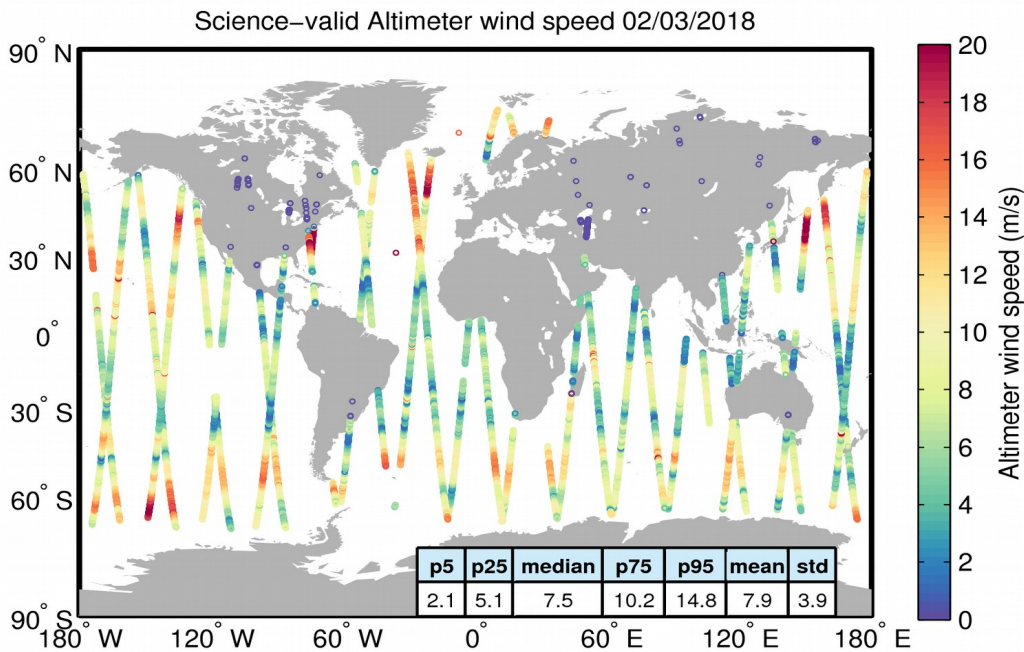 Science−valid Altimeter wind speed 02/03/2018
90° N
60° N
30° N
0°
30° S
60° S
90° S
180° W
120° W
60° W
0°
60° E
120° E
180° E
p5 p25 median p75 p95 mean std
2.1 5.1 7.5 10.2 14.8 7.9 3.9
20
18
16
14
12
10
8
6
4
2
0
Altimeter wind speed (m/s)